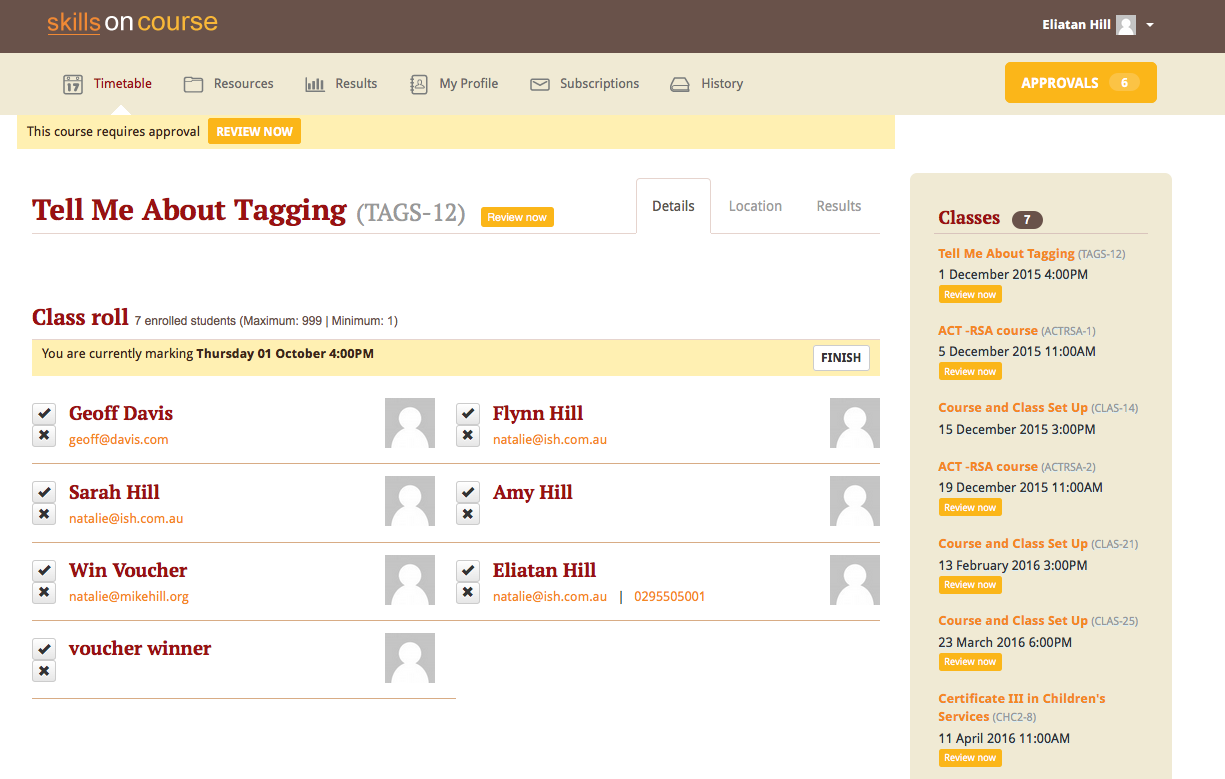 skills on course
Eliatan Hill
17 Timetable Resources Results My Profile Subscriptions History APPROVALS 6
This course requires approval REVIEW NOW
Tell Me About Tagging (TAGS-12) Review now
Details Location Results
Class roll 7 enrolled students (Maximum: 999 | Minimum: 1)
You are currently marking Thursday 01 October 4:00PM FINISH
Geoff Davis
geoff@davis.com
Flynn Hill
natalie@ish.com.au
Sarah Hill
natalie@ish.com.au
Amy Hill
Win Voucher
natalie@mikehill.org
Eliatan Hill
natalie@ish.com.au | 0295505001
voucher winner
Classes 7
Tell Me About Tagging (TAGS-12)
1 December 2015 4:00PM
Review now
ACT -RSA course (ACTRSA-1)
5 December 2015 11:00AM
Review now
Course and Class Set Up (CLAS-14)
15 December 2015 3:00PM
ACT -RSA course (ACTRSA-2)
19 December 2015 11:00AM
Review now
Course and Class Set Up (CLAS-21)
13 February 2016 3:00PM
Review now
Course and Class Set Up (CLAS-25)
23 March 2016 6:00PM
Review now
Certificate III in Children's
Services (CHC2-8)
11 April 2016 11:00AM
Review now